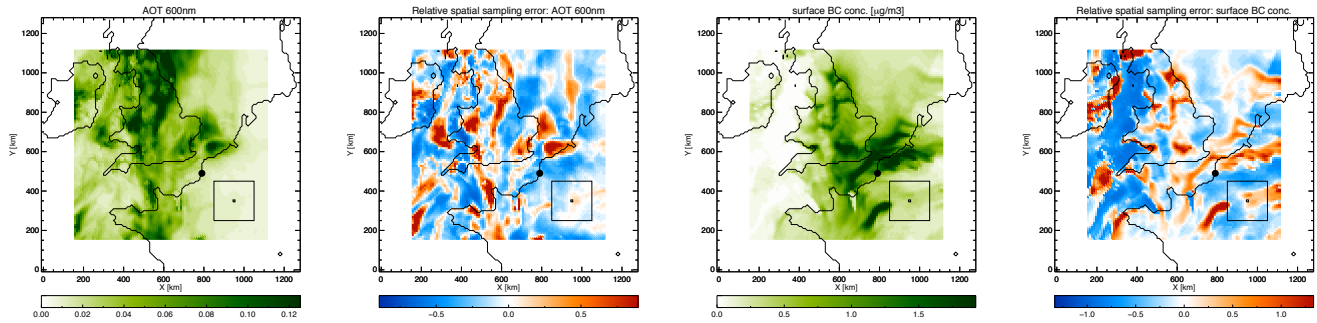 AOT 600nm
1200
1000
800
600
400
200
0
Y [km]
0 200 400 600 800 1000 1200
X [km]
0.00 0.02 0.04 0.06 0.08 0.10 0.12
Relative spatial sampling error: AOT 600nm
1200
1000
800
600
400
200
0
Y [km]
0 200 400 600 800 1000 1200
X [km]
−0.5 0.0 0.5
surface BC conc. [μg/m3]
1200
1000
800
600
400
200
0
Y [km]
0 200 400 600 800 1000 1200
X [km]
0.0 0.5 1.0 1.5
Relative spatial sampling error: surface BC conc.
1200
1000
800
600
400
200
0
Y [km]
0 200 400 600 800 1000 1200
X [km]
−1.0 −0.5 0.0 0.5 1.0